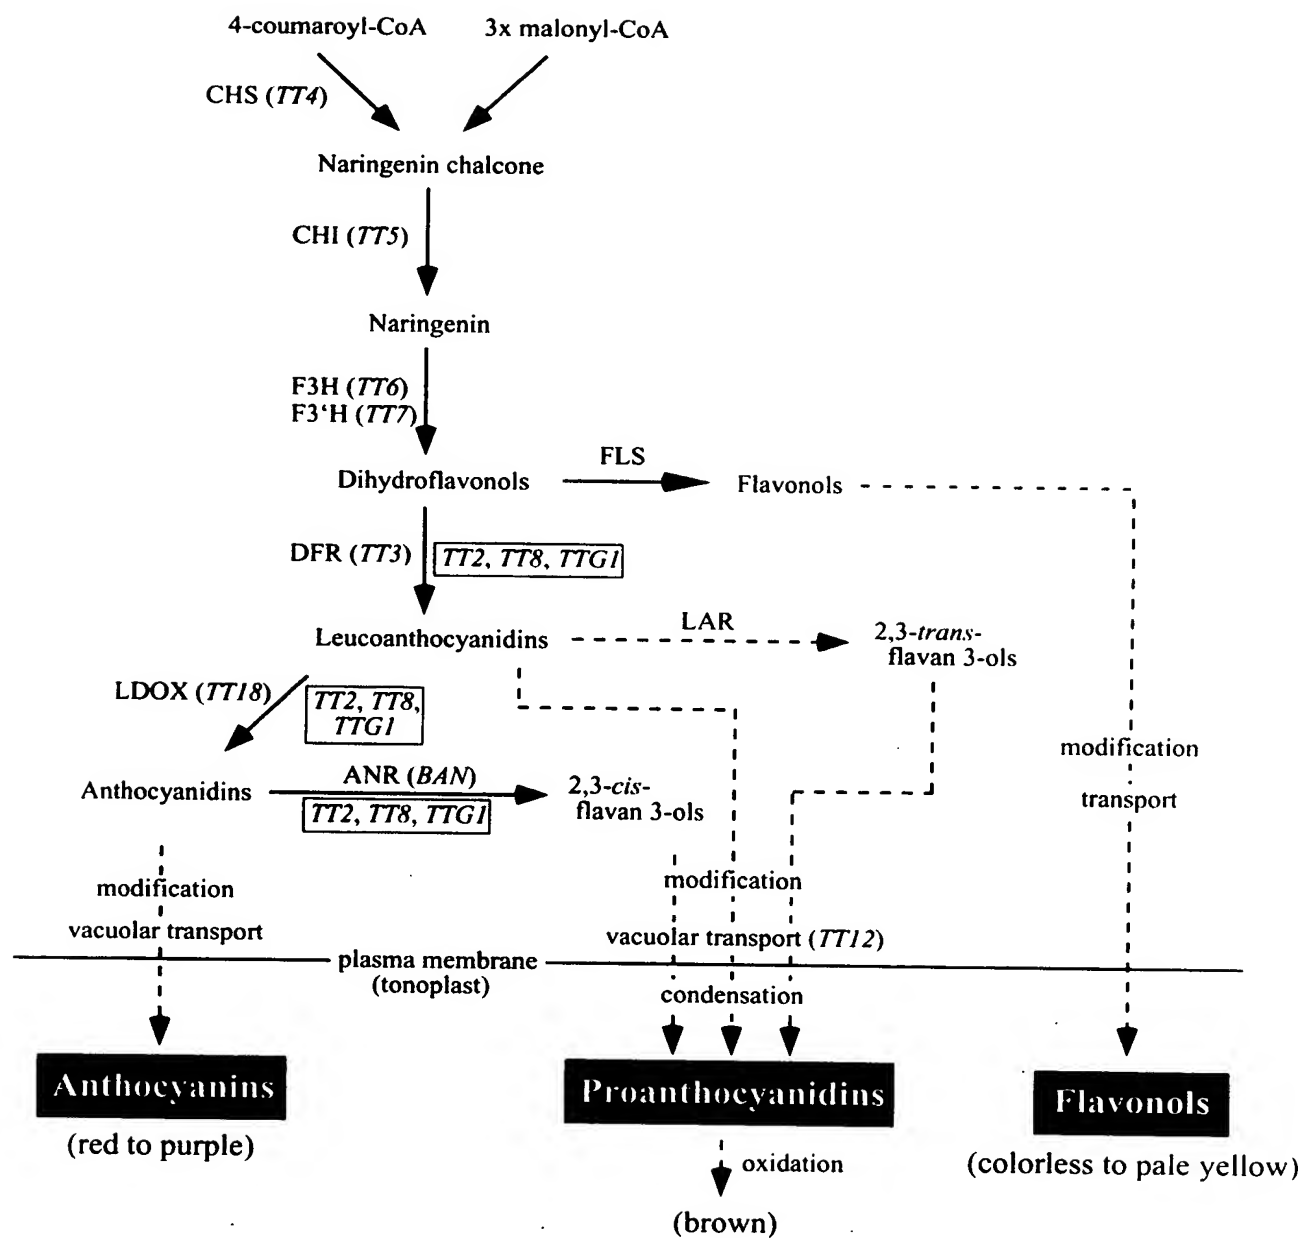 4-coumaroyl-CoA 3x malonyl-CoA
CHS (TT4)
Naringenin chalcone
CHI (TT5)
Naringenin
F3H (TT6)
F3‘H (TT7)
FLS
Dihydroflavonols
Flavonols
DFR (TT3)
TT2, TT8, TTG1
LAR
Leucoanthocyanidins
2,3-trans-
flavan 3-ols
LDOX (TT18)
TT2, TT8,
TTG1
modification
transport
ANR (BAN)
Anthocyanidins
2,3-cis-
flavan 3-ols
TT2, TT8, TTG1
modification
vacuolar transport
modification
vacuolar transport (TT12)
plasma membrane
(tonoplast)
condensation
Anthocyanins
(red to purple)
Proanthocyanidins
Flavonols
(colorless to pale yellow)
oxidation
(brown)